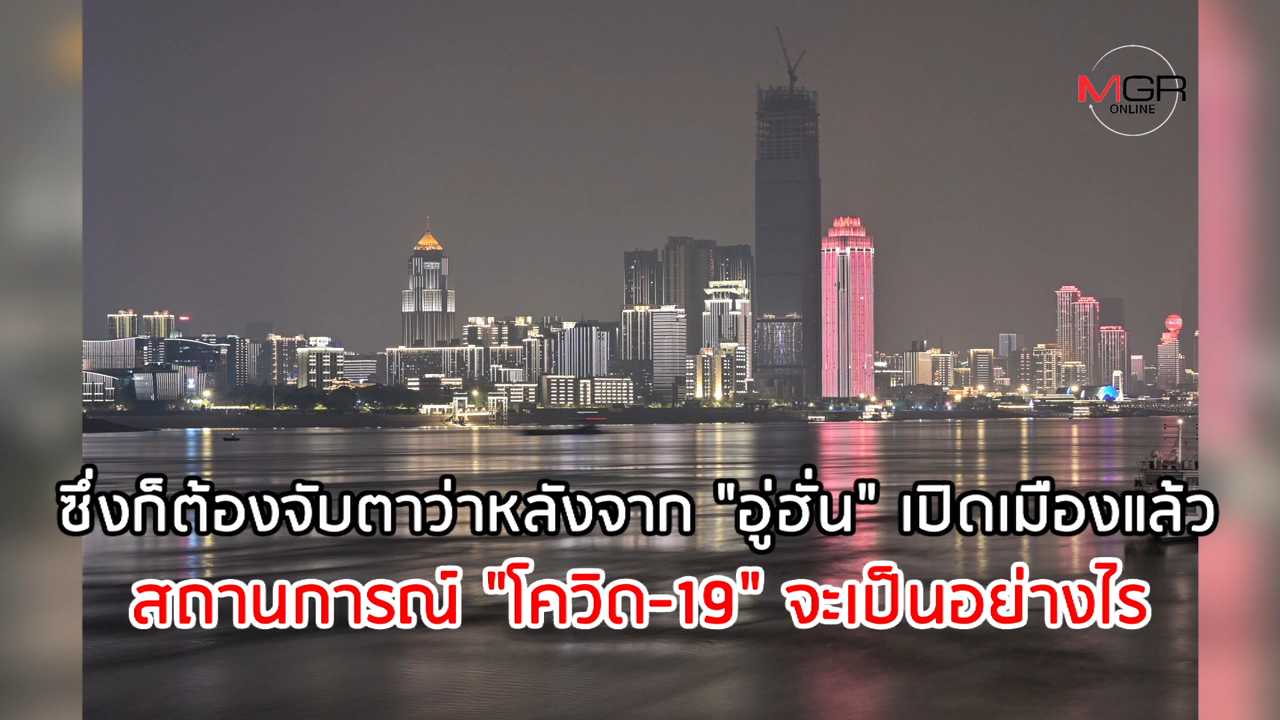 MGR
ONLINE
ซึ่งก็ต้องจับตาว่าหลังจาก "อู่ฮั่น" เปิดเมืองแล้ว
สถานการณ์ "โควิด-19" จะเป็นอย่างไร